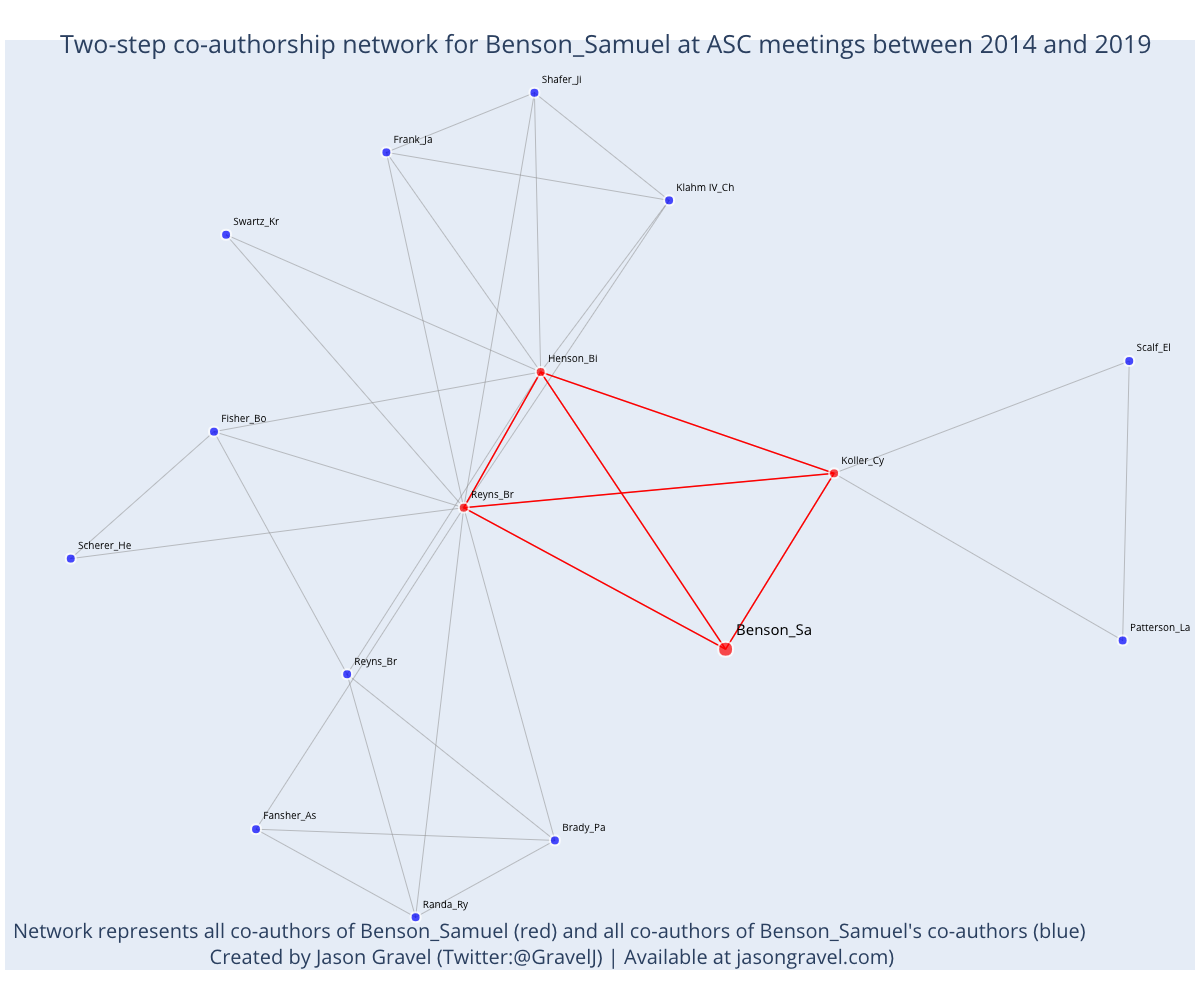 Two-step co-authorship network for Benson_Samuel at ASC meetings between 2014 and 2019
Shafer_Ji
Frank_Ja
Klahm IV_Ch
Swartz_Kr
Henson_Bi
Scalf_El
Fisher_Bo
Koller_Cy
Reyns_Br
Scherer_He
Benson_Sa
Patterson_La
Reyns_Br
Fansher_As
Brady_Pa
Randa_Ry
Network represents all co-authors of Benson_Samuel (red) and all co-authors of Benson_Samuel's co-authors (blue)
Created by Jason Gravel (Twitter:@GravelJ) | Available at jasongravel.com)